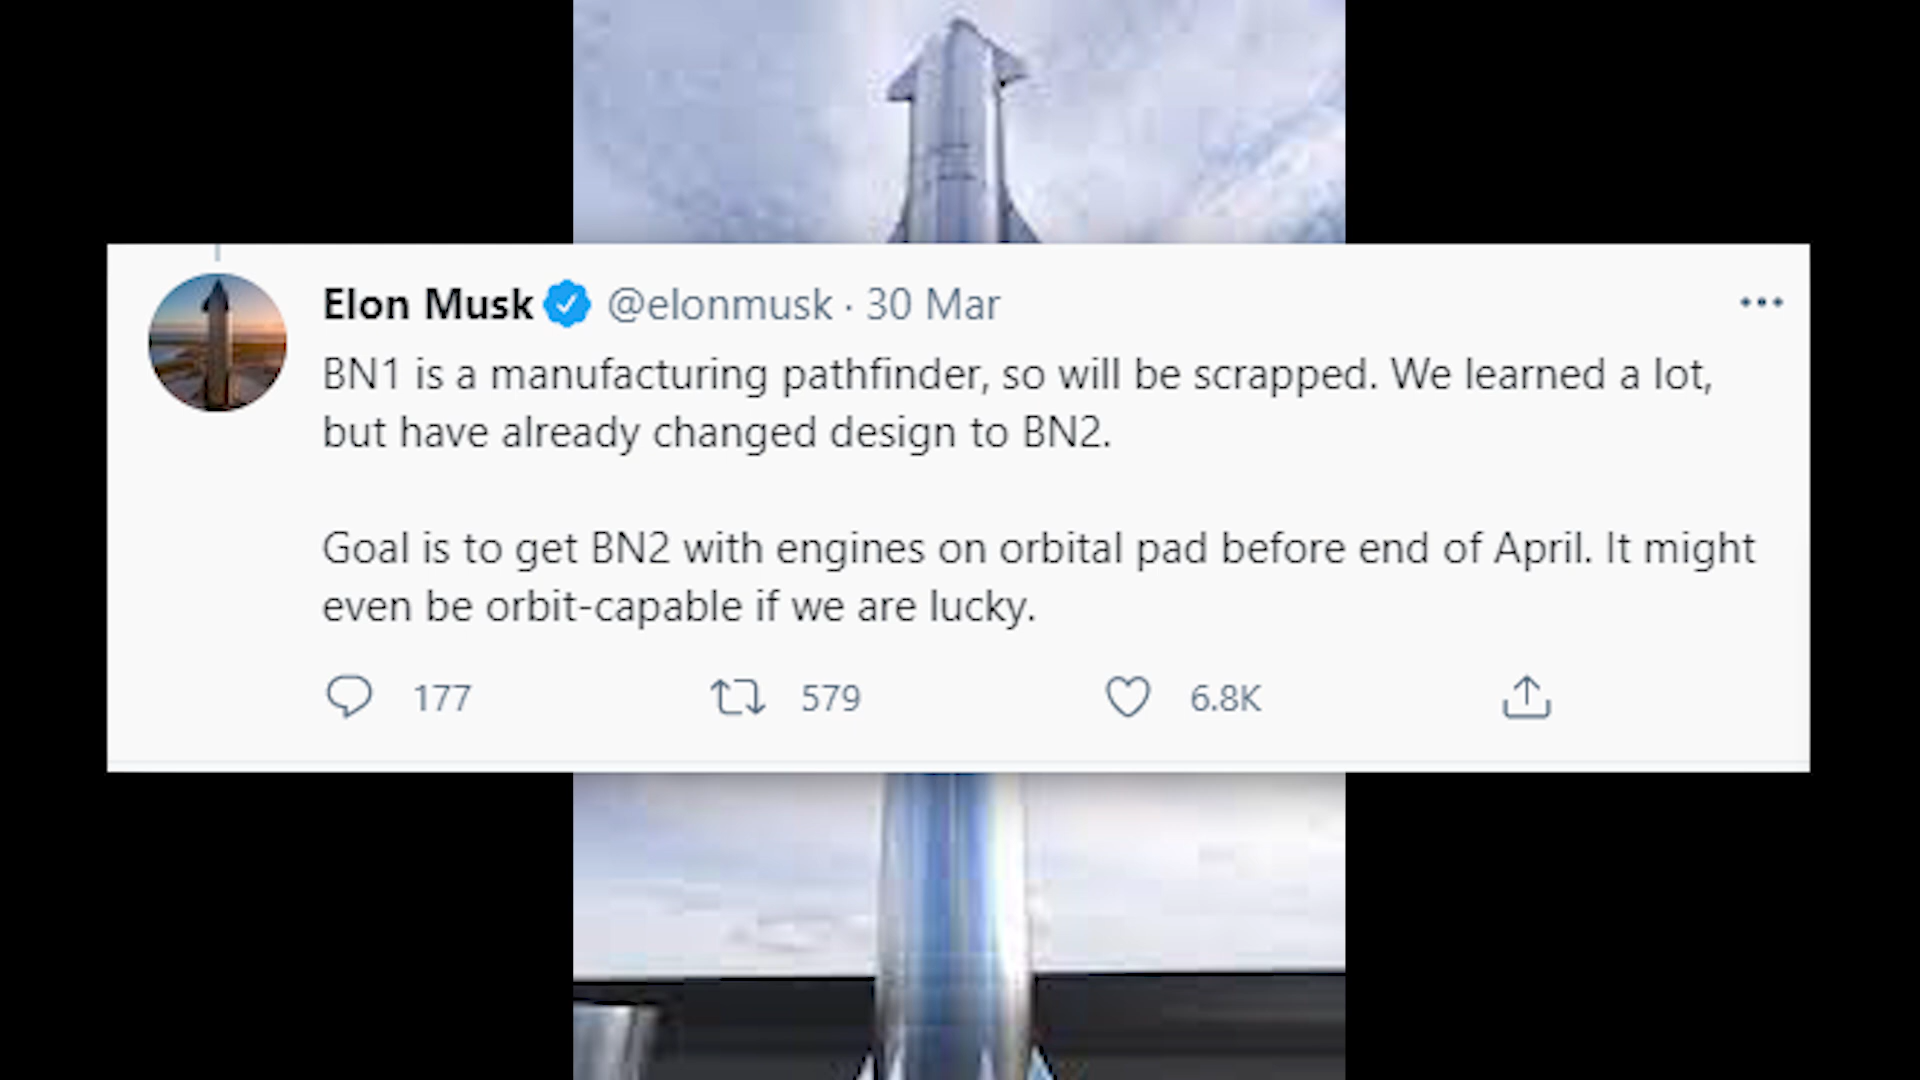 Elon Musk @elonmusk · 30 Mar
BN1 is a manufacturing pathfinder, so will be scrapped. We learned a lot,
but have already changed design to BN2.
Goal is to get BN2 with engines on orbital pad before end of April. It might
even be orbit-capable if we are lucky.
177 579 6.8K